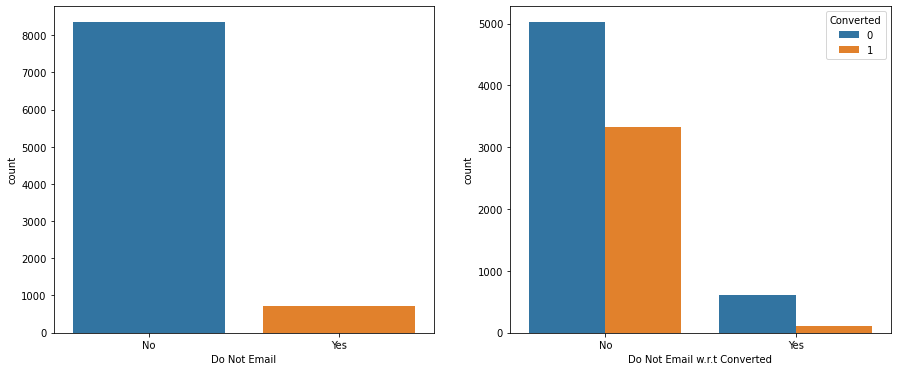 8000
7000
6000
5000
4000
3000
2000
1000
0
count
No
Yes
Do Not Email
5000
4000
3000
2000
1000
0
count
Converted
0
1
No
Yes
Do Not Email w.r.t Converted